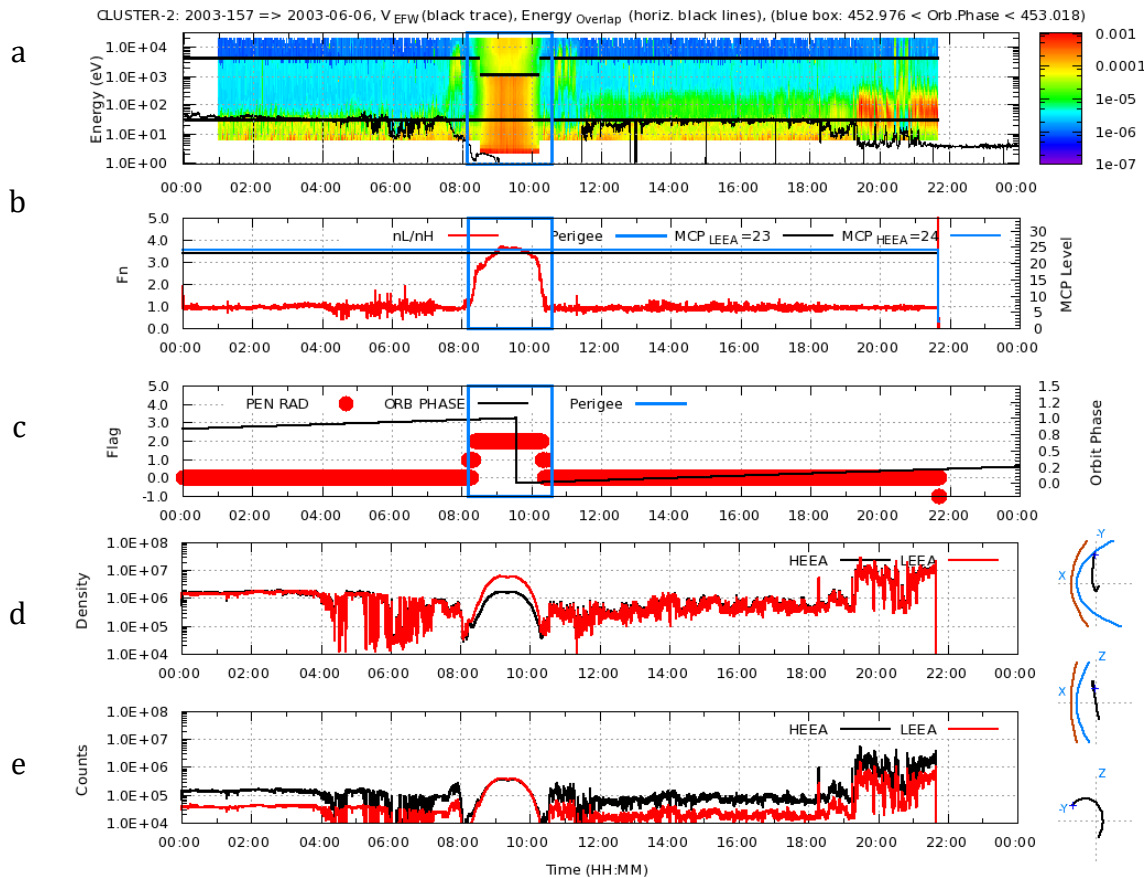 CLUSTER-2: 2003-157 => 2003-06-06, V EFW (black trace), Energy Overlap (horiz. black lines), (blue box: 452.976 < Orb.Phase < 453.018)
a
Energy (eV)
1.0E+04
1.0E+03
1.0E+02
1.0E+01
1.0E+00
0.001
0.0001
1e-05
1e-06
1e-07
00:00 02:00 04:00 06:00 08:00 10:00 12:00 14:00 16:00 18:00 20:00 22:00 00:00
b
Fn
5.0
4.0
3.0
2.0
1.0
0.0
nL/nH Perigee MCP LEEA=23 MCP HEEA=24
30
25
20
15
10
5
0
MCP Level
00:00 02:00 04:00 06:00 08:00 10:00 12:00 14:00 16:00 18:00 20:00 22:00 00:00
c
Flag
5.0
4.0
3.0
2.0
1.0
0.0
-1.0
PEN RAD ORB PHASE Perigee
1.5
1.2
1.0
0.8
0.5
0.2
0.0
Orbit Phase
00:00 02:00 04:00 06:00 08:00 10:00 12:00 14:00 16:00 18:00 20:00 22:00 00:00
d
Density
1.0E+08
1.0E+07
1.0E+06
1.0E+05
1.0E+04
HEEA LEEA
-Y
X
00:00 02:00 04:00 06:00 08:00 10:00 12:00 14:00 16:00 18:00 20:00 22:00 00:00
Z
X
e
Counts
1.0E+08
1.0E+07
1.0E+06
1.0E+05
1.0E+04
HEEA LEEA
Z
-Y
00:00 02:00 04:00 06:00 08:00 10:00 12:00 14:00 16:00 18:00 20:00 22:00 00:00
Time (HH:MM)